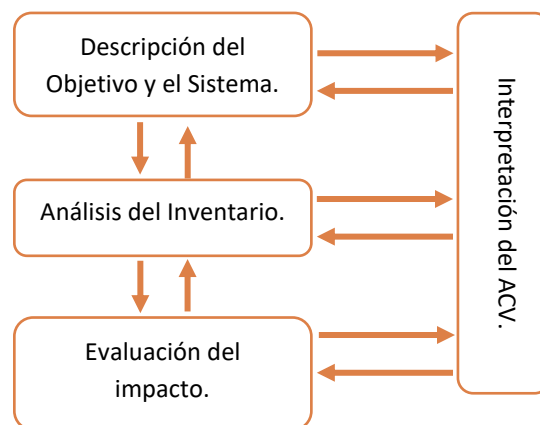 Descripción del
Objetivo y el Sistema.
Análisis del Inventario.
Evaluación del
impacto.
Interpretación del ACV.